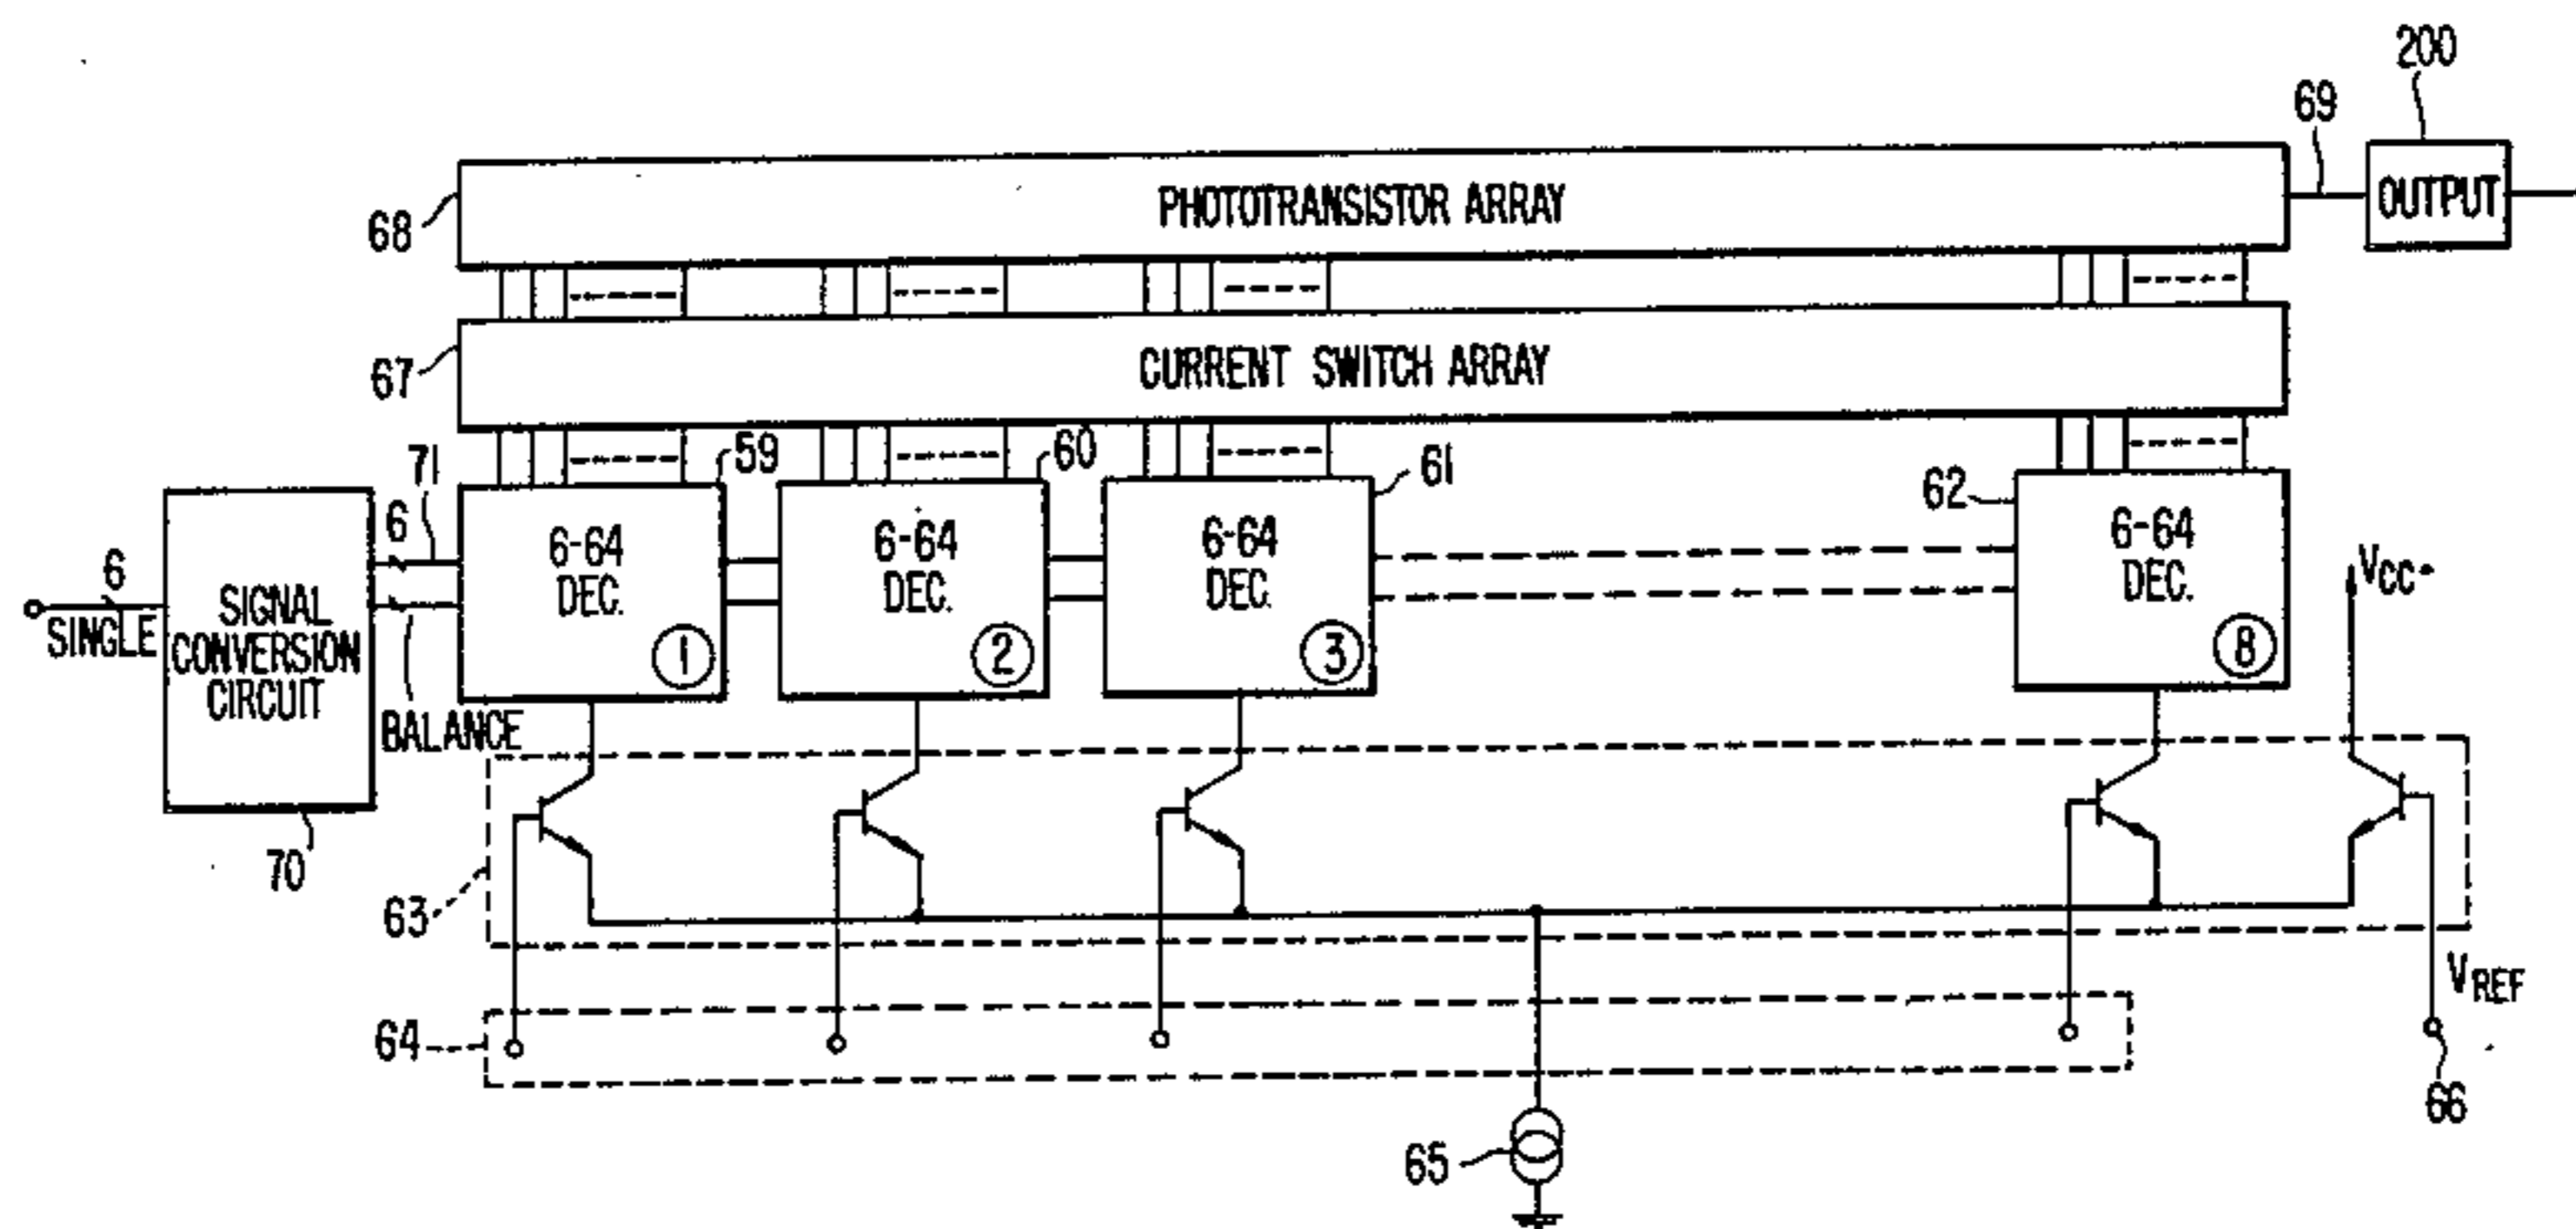 200
69
PHOTOTRANSISTOR ARRAY
OUTPUT
68
CURRENT SWITCH ARRAY
67
71
59
60
61
62
6
6-64
DEC.
1
6-64
DEC.
2
6-64
DEC.
3
6-64
DEC.
8
VCC
6
SINGLE
SIGNAL
CONVERSION
CIRCUIT
BALANCE
70
63
VREF
64
66
65